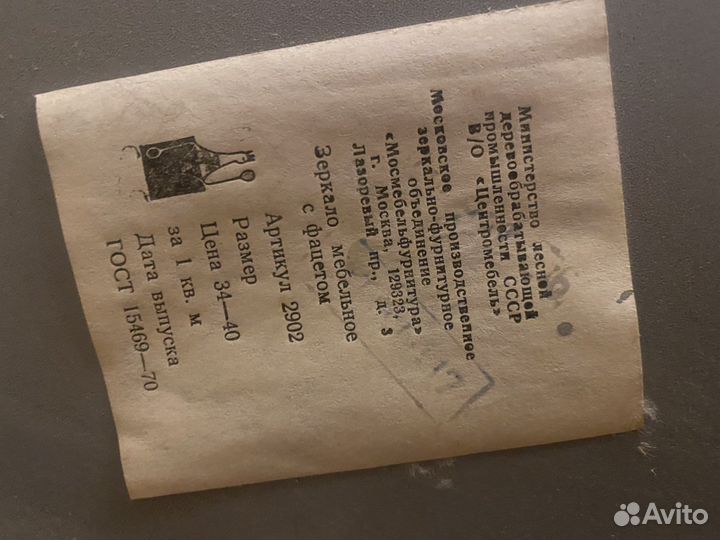 Министерство лесной
деревообрабатывающей
промышленности СССР
В/О «Центромебель»
Московское производственное
зеркально-фурнитурное
объединение
«Мосмебельфурнитура»
г. Москва, 129323,
Лазоревый пр., д. 3
Зеркало мебельное
с фацетом
Артикул 2902
Размер
Цена 34—40
за 1 кв. м
Дата выпуска
ГОСТ 15469—70
Avito